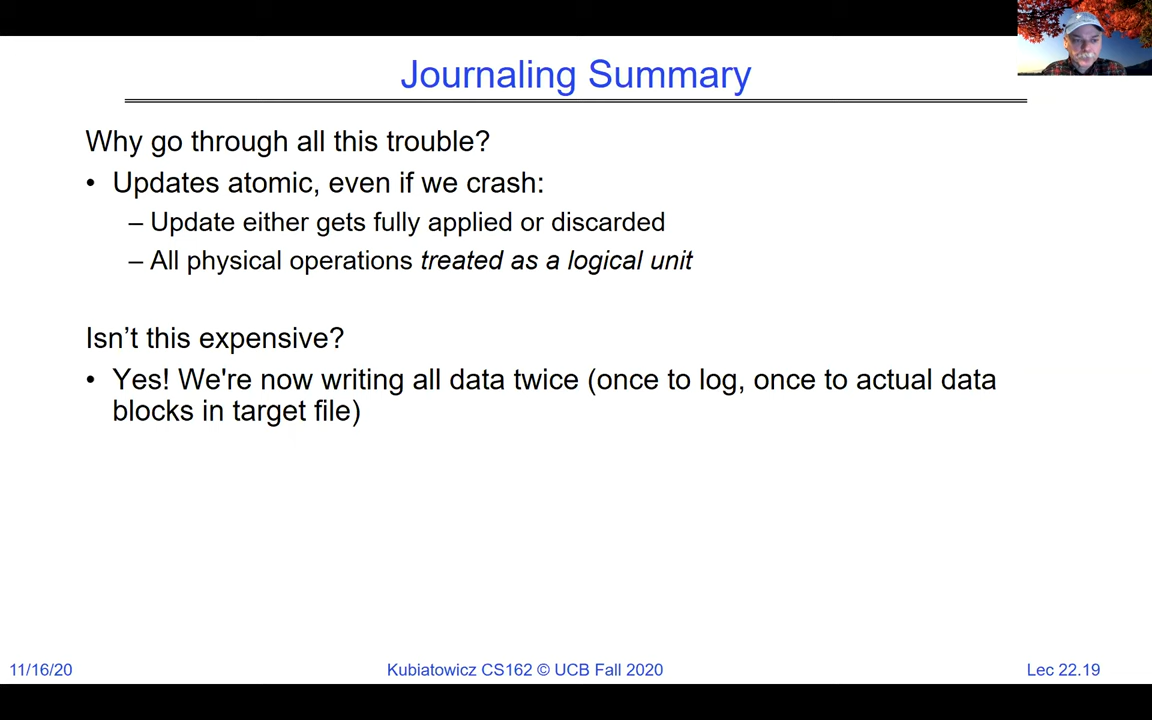 Journaling Summary
Why go through all this trouble?
• Updates atomic, even if we crash:
– Update either gets fully applied or discarded
– All physical operations treated as a logical unit
Isn’t this expensive?
• Yes! We're now writing all data twice (once to log, once to actual data
blocks in target file)
11/16/20
Kubiatowicz CS162 © UCB Fall 2020
Lec 22.19